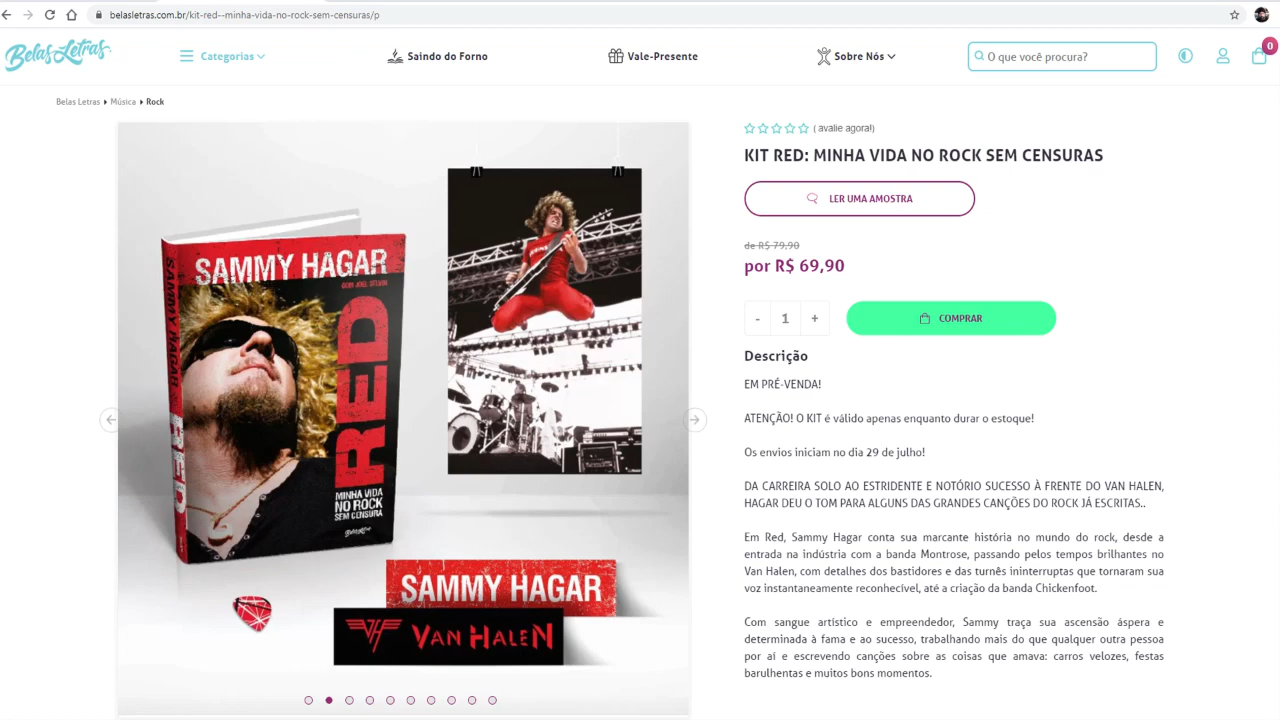 belasletras.com.br/kit-red--minha-vida-no-rock-sem-censuras/p
Belas Letras
Categorias
Saindo do Forno
Vale-Presente
Sobre Nós
O que você procura?
0
Belas Letras Música Rock
( avalie agora!)
KIT RED: MINHA VIDA NO ROCK SEM CENSURAS
LER UMA AMOSTRA
de R$ 79,90
por R$ 69,90
- 1 +
COMPRAR
Descrição
EM PRÉ-VENDA!
ATENÇÃO! O KIT é válido apenas enquanto durar o estoque!
Os envios iniciam no dia 29 de julho!
DA CARREIRA SOLO AO ESTRIDENTE E NOTÓRIO SUCESSO À FRENTE DO VAN HALEN,
HAGAR DEU O TOM PARA ALGUNS DAS GRANDES CANÇÕES DO ROCK JÁ ESCRITAS..
Em Red, Sammy Hagar conta sua marcante história no mundo do rock, desde a
entrada na indústria com a banda Montrose, passando pelos tempos brilhantes no
Van Halen, com detalhes dos bastidores e das turnês ininterruptas que tornaram sua
voz instantaneamente reconhecível, até a criação da banda Chickenfoot.
Com sangue artístico e empreendedor, Sammy traça sua ascensão áspera e
determinada à fama e ao sucesso, trabalhando mais do que qualquer outra pessoa
por aí e escrevendo canções sobre as coisas que amava: carros velozes, festas
barulhentas e muitos bons momentos.
SAMMY HAGAR
COM JOEL SELVIN
RED
MINHA VIDA
NO ROCK
SEM CENSURA
Belas Letras
SAMMY HAGAR
RED
SAMMY HAGAR
VH VAN HALEN